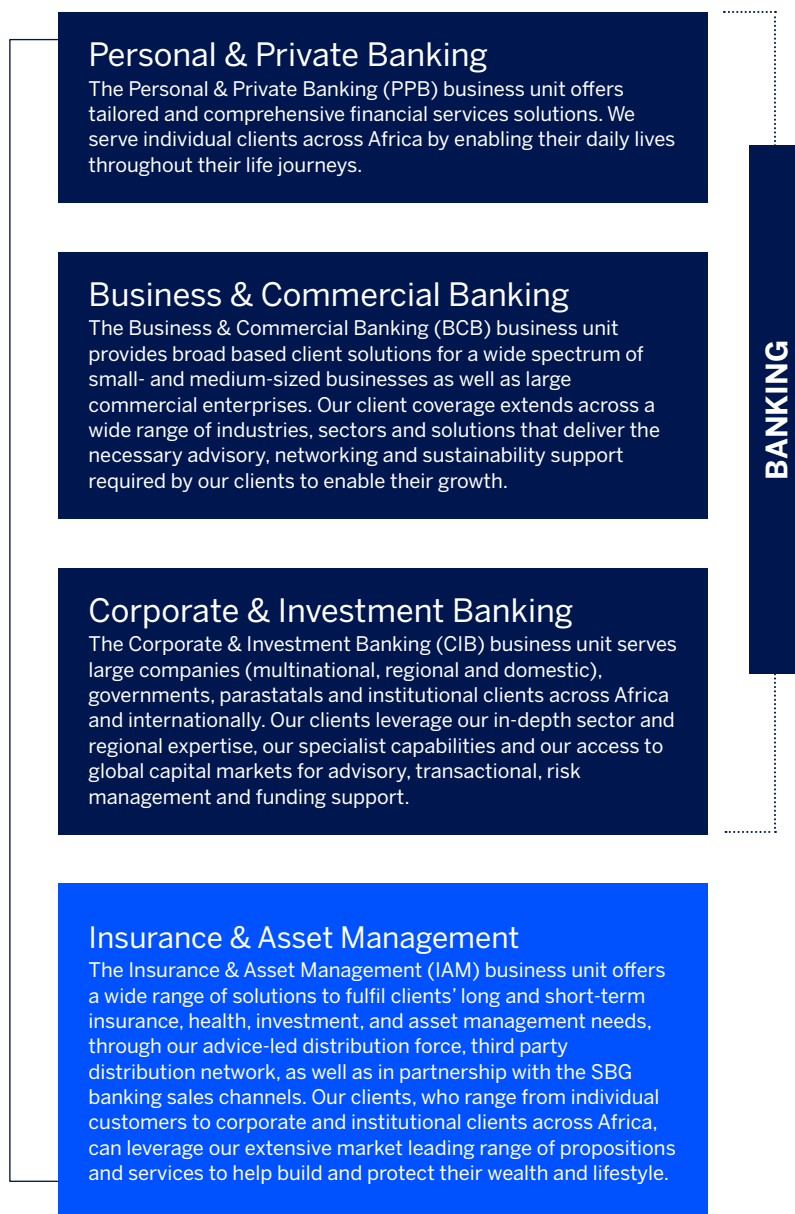 Personal & Private Banking
The Personal & Private Banking (PPB) business unit offers
tailored and comprehensive financial services solutions. We
serve individual clients across Africa by enabling their daily lives
throughout their life journeys.
Business & Commercial Banking
The Business & Commercial Banking (BCB) business unit
provides broad based client solutions for a wide spectrum of
small- and medium-sized businesses as well as large
commercial enterprises. Our client coverage extends across a
wide range of industries, sectors and solutions that deliver the
necessary advisory, networking and sustainability support
required by our clients to enable their growth.
Corporate & Investment Banking
The Corporate & Investment Banking (CIB) business unit serves
large companies (multinational, regional and domestic),
governments, parastatals and institutional clients across Africa
and internationally. Our clients leverage our in-depth sector and
regional expertise, our specialist capabilities and our access to
global capital markets for advisory, transactional, risk
management and funding support.
BANKING
Insurance & Asset Management
The Insurance & Asset Management (IAM) business unit offers
a wide range of solutions to fulfil clients’ long and short-term
insurance, health, investment, and asset management needs,
through our advice-led distribution force, third party
distribution network, as well as in partnership with the SBG
banking sales channels. Our clients, who range from individual
customers to corporate and institutional clients across Africa,
can leverage our extensive market leading range of propositions
and services to help build and protect their wealth and lifestyle.